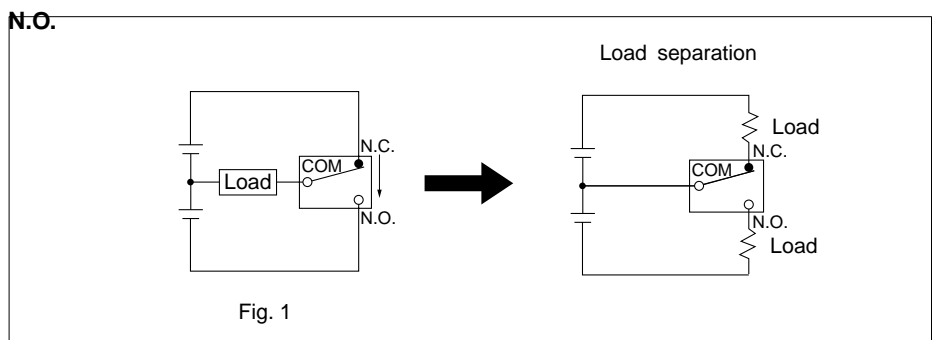 N.O.
Load separation
N.C.
COM
Load
N.O.
Fig. 1
Load
N.C.
COM
N.O.
Load